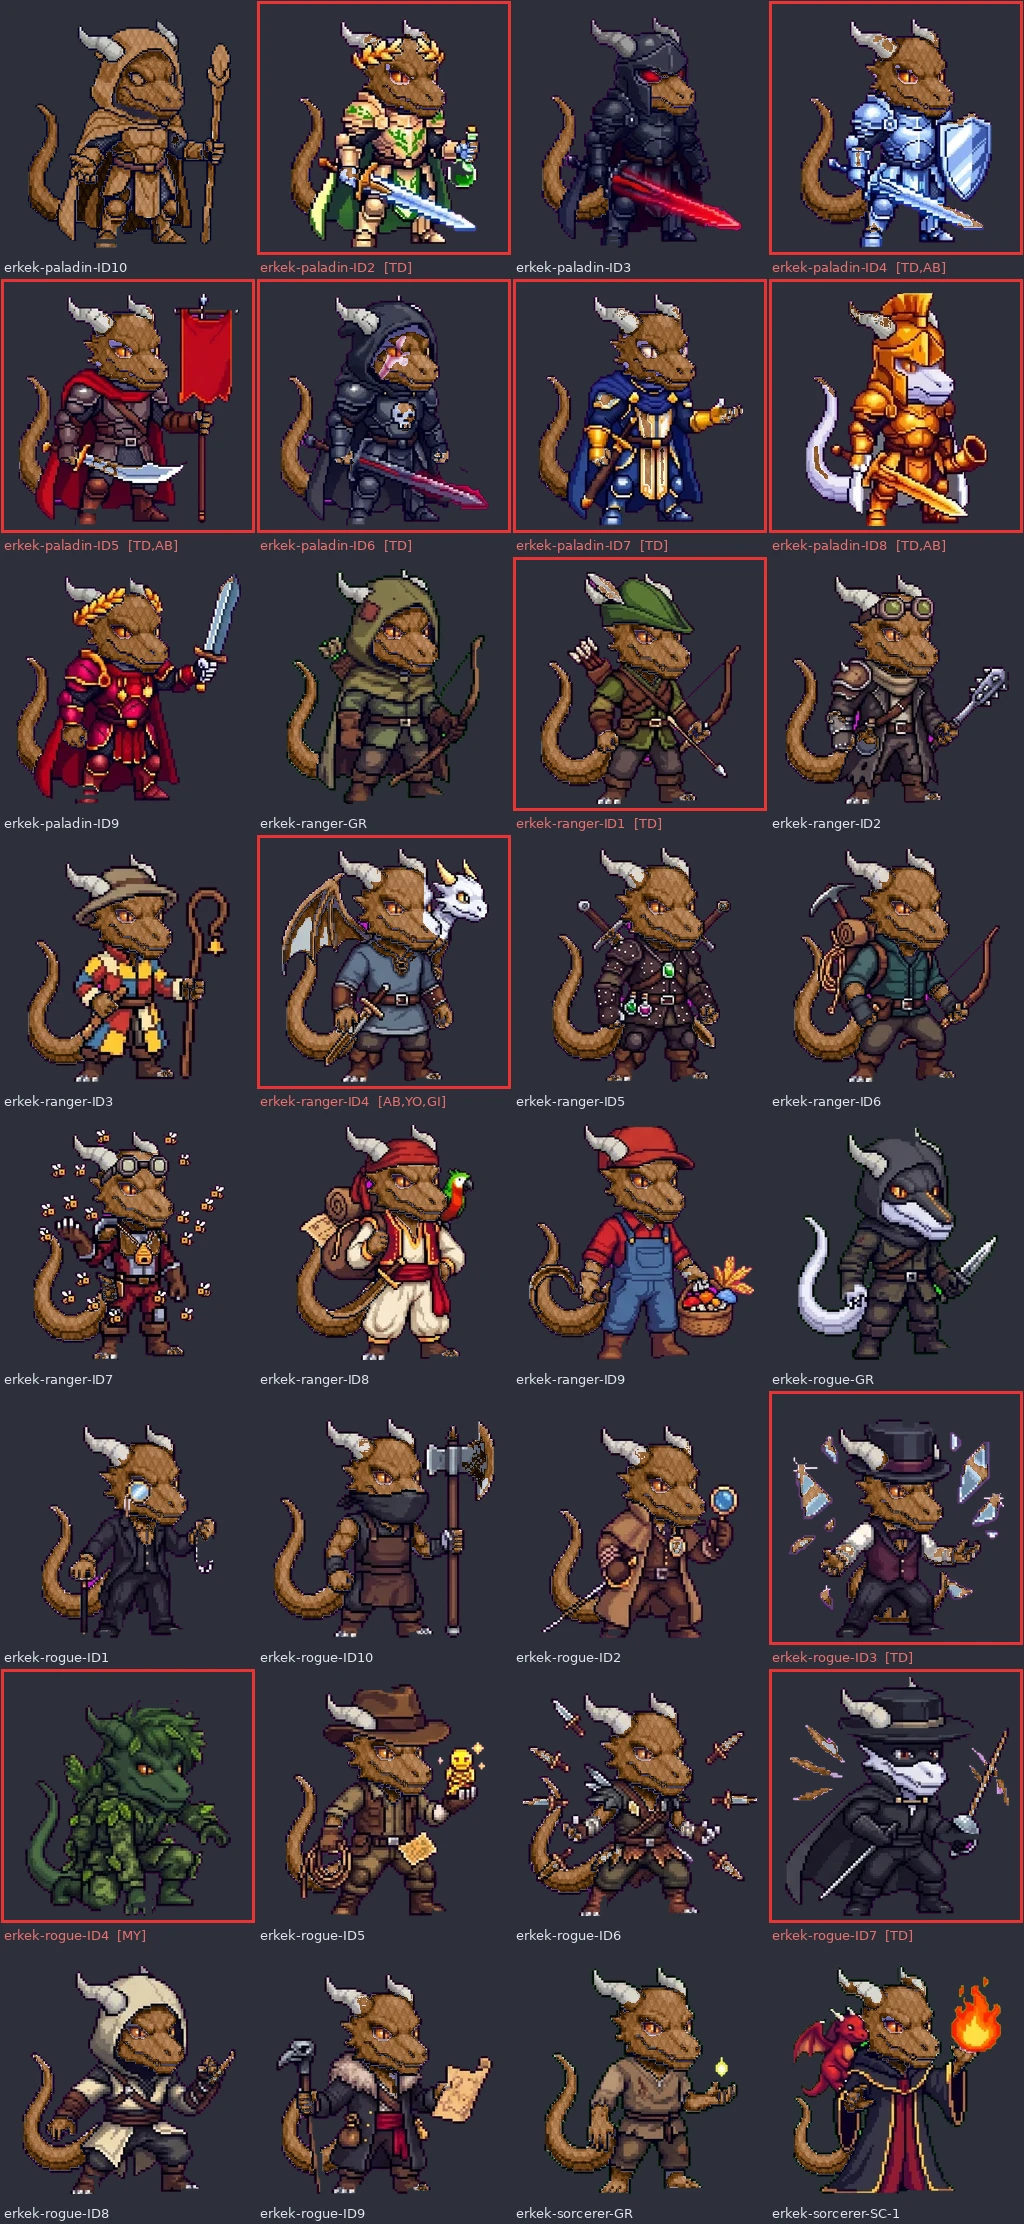 erkek-paladin-ID10
erkek-paladin-ID2 [TD]
erkek-paladin-ID3
erkek-paladin-ID4 [TD,AB]
erkek-paladin-ID5 [TD,AB]
erkek-paladin-ID6 [TD]
erkek-paladin-ID7 [TD]
erkek-paladin-ID8 [TD,AB]
erkek-paladin-ID9
erkek-ranger-GR
erkek-ranger-ID1 [TD]
erkek-ranger-ID2
erkek-ranger-ID3
erkek-ranger-ID4 [AB,YO,GI]
erkek-ranger-ID5
erkek-ranger-ID6
erkek-ranger-ID7
erkek-ranger-ID8
erkek-ranger-ID9
erkek-rogue-GR
erkek-rogue-ID1
erkek-rogue-ID10
erkek-rogue-ID2
erkek-rogue-ID3 [TD]
erkek-rogue-ID4 [MY]
erkek-rogue-ID5
erkek-rogue-ID6
erkek-rogue-ID7 [TD]
erkek-rogue-ID8
erkek-rogue-ID9
erkek-sorcerer-GR
erkek-sorcerer-SC-1